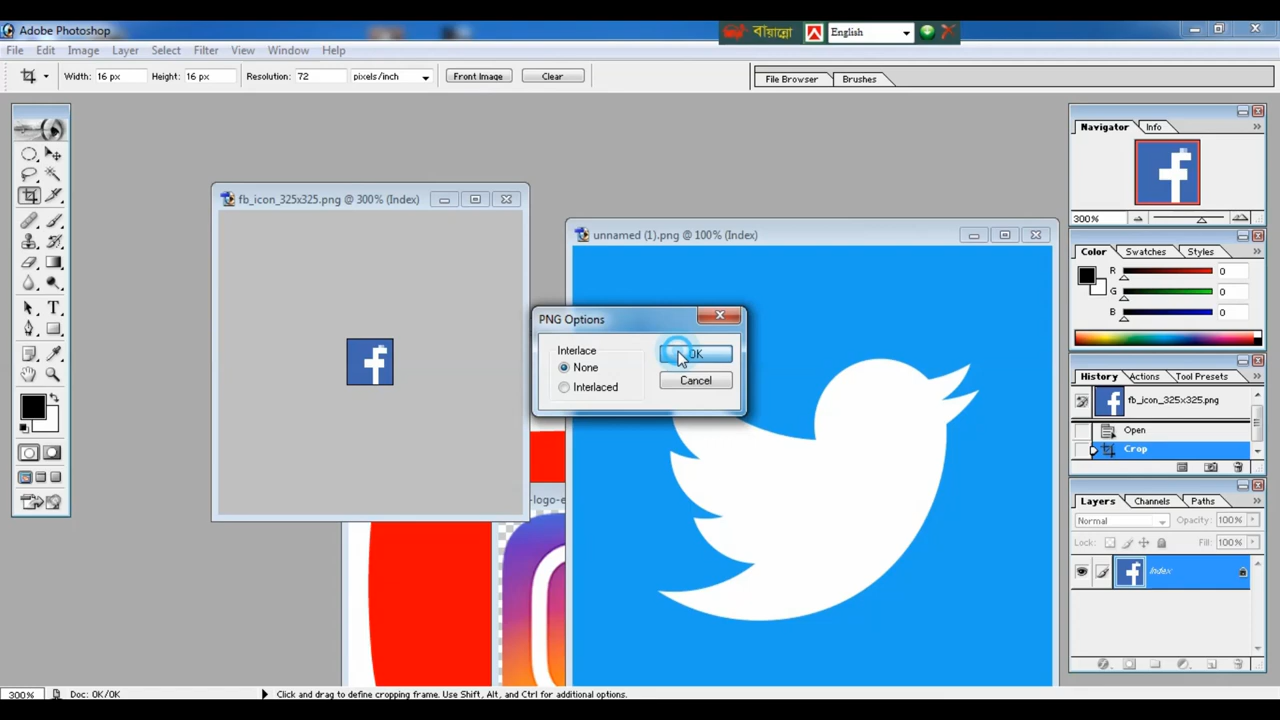 Adobe Photoshop
বায়ান্নো
English
File Edit Image Layer Select Filter View Window Help
Width: 16 px Height: 16 px Resolution: 72 pixels/inch Front Image Clear
File Browser Brushes
Navigator Info
fb_icon_325x325.png @ 300% (Index)
300%
unnamed (1).png @ 100% (Index)
Color Swatches Styles
R 0
G 0
B 0
PNG Options
Interlace
None
Interlaced
OK
Cancel
History Actions Tool Presets
fb_icon_325x325.png
Open
Crop
-logo-e
Layers Channels Paths
Normal Opacity: 100%
Lock: Fill: 100%
Index
300% Doc: 0K/0K Click and drag to define cropping frame. Use Shift, Alt, and Ctrl for additional options.